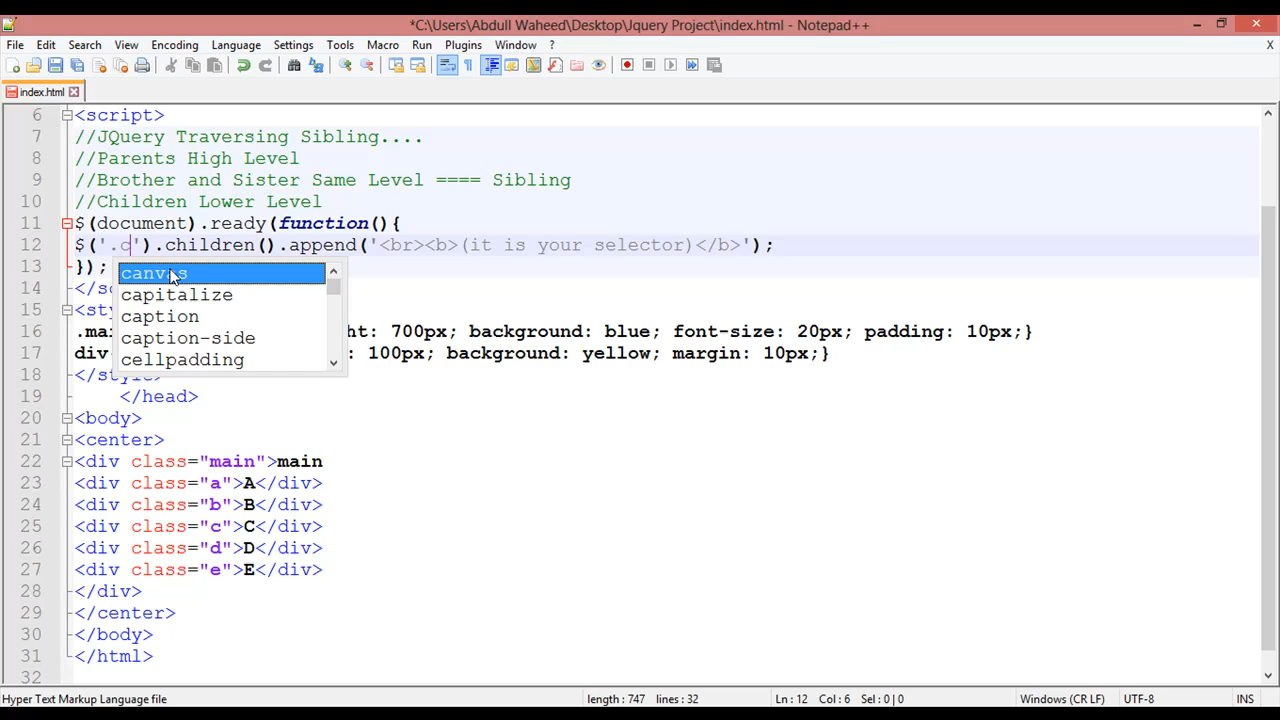 *C:\Users\Abdull Waheed\Desktop\Jquery Project\index.html - Notepad++
File Edit Search View Encoding Language Settings Tools Macro Run Plugins Window ? X
index.html
6 <script>
7 //JQuery Traversing Sibling....
8 //Parents High Level
9 //Brother and Sister Same Level ==== Sibling
10 //Children Lower Level
11 $(document).ready(function(){
12 $('.c').children().append('<br><b>(it is your selector)</b>');
13 });
canvas
capitalize
caption
caption-side
cellpadding
14 </sc
15 <sty
16 .mai ht: 700px; background: blue; font-size: 20px; padding: 10px;}
17 div : 100px; background: yellow; margin: 10px;}
18 </style>
19 </head>
20 <body>
21 <center>
22 <div class="main">main
23 <div class="a">A</div>
24 <div class="b">B</div>
25 <div class="c">C</div>
26 <div class="d">D</div>
27 <div class="e">E</div>
28 </div>
29 </center>
30 </body>
31 </html>
32
Hyper Text Markup Language file length : 747 lines : 32 Ln : 12 Col : 6 Sel : 0 | 0 Windows (CR LF) UTF-8 INS